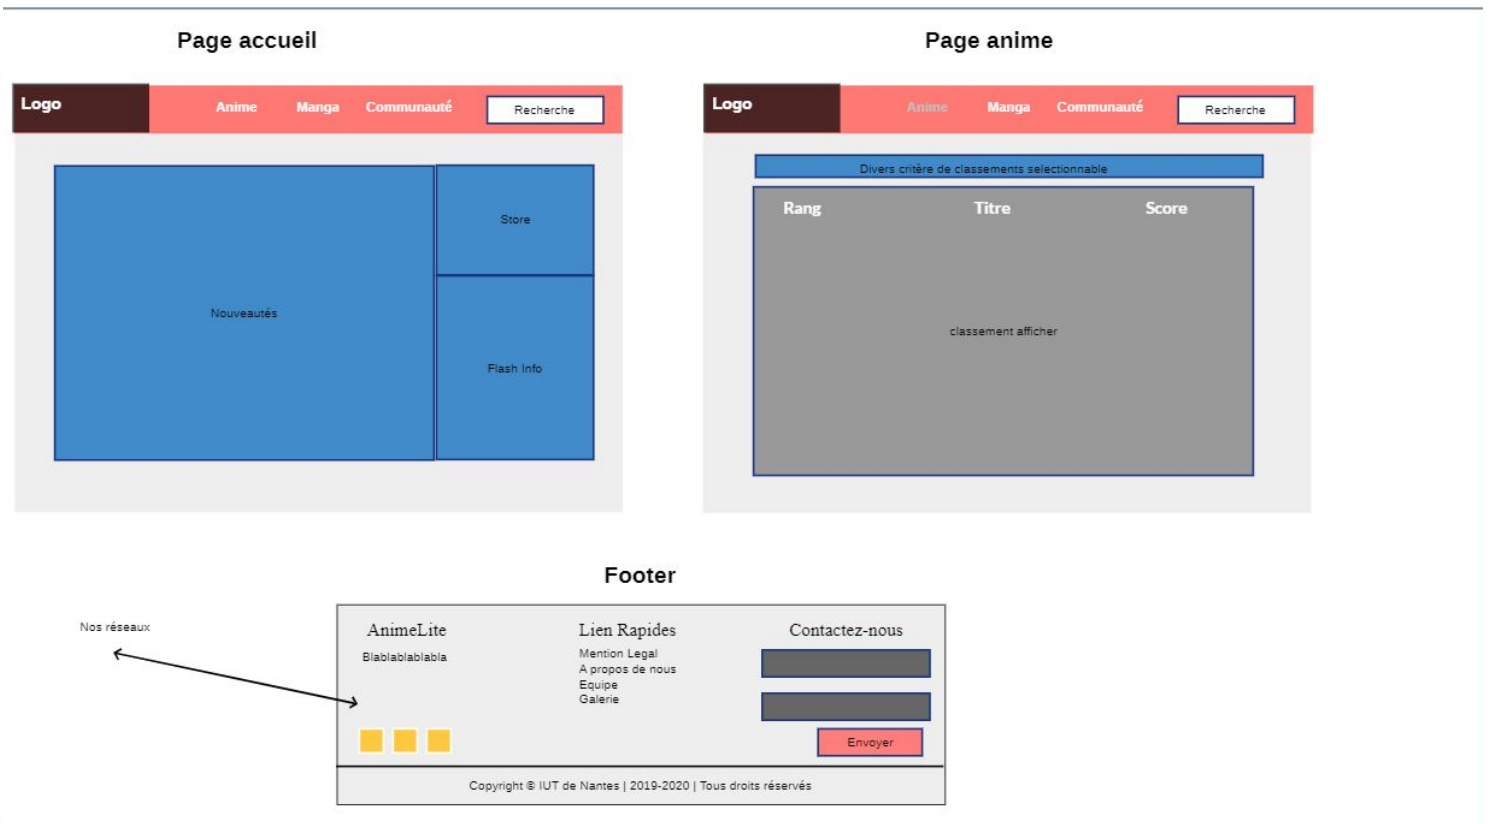 Page accueil
Page anime
Logo
Anime
Manga
Communauté
Recherche
Nouveautés
Store
Flash Info
Logo
Anime
Manga
Communauté
Recherche
Divers critère de classements selectionnable
Rang
Titre
Score
classement afficher
Footer
Nos réseaux
AnimeLite
Blablablablabla
Lien Rapides
Mention Legal
A propos de nous
Equipe
Galerie
Contactez-nous
Envoyer
Copyright © IUT de Nantes | 2019-2020 | Tous droits réservés